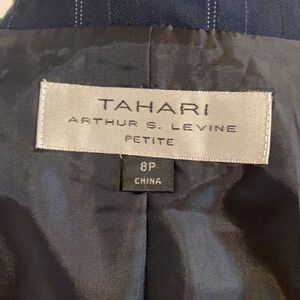 TAHARI
ARTHUR S. LEVINE
PETITE
8P
CHINA